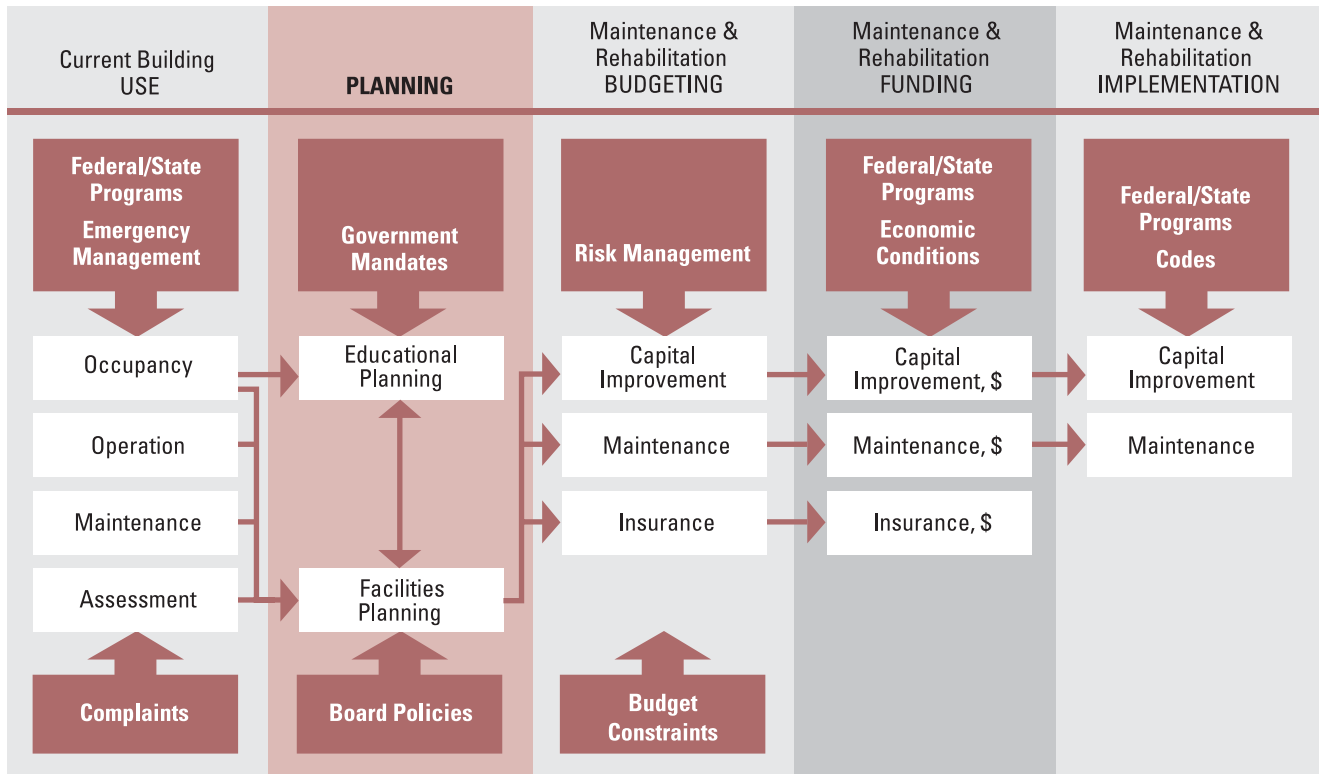 Current Building
USE
PLANNING
Maintenance &
Rehabilitation
BUDGETING
Maintenance &
Rehabilitation
FUNDING
Maintenance &
Rehabilitation
IMPLEMENTATION
Federal/State
Programs
Emergency
Management
Government
Mandates
Risk Management
Federal/State
Programs
Economic
Conditions
Federal/State
Programs
Codes
Occupancy
Educational
Planning
Capital
Improvement
Capital
Improvement, $
Capital
Improvement
Operation
Maintenance
Maintenance, $
Maintenance
Maintenance
Insurance
Insurance, $
Assessment
Facilities
Planning
Complaints
Board Policies
Budget
Constraints